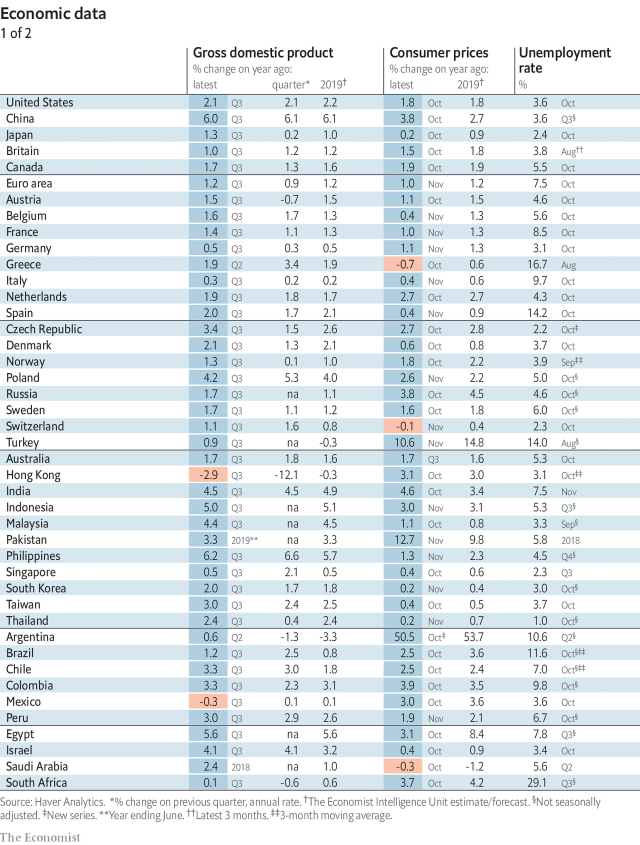 Economic data
1 of 2
Gross domestic product Consumer prices Unemployment
% change on year ago: % change on year ago: rate
latest quarter* 2019† latest 2019† %
United States 2.1 Q3 2.1 2.2 1.8 Oct 1.8 3.6 Oct
China 6.0 Q3 6.1 6.1 3.8 Oct 2.7 3.6 Q3§
Japan 1.3 Q3 0.2 1.0 0.2 Oct 0.9 2.4 Oct
Britain 1.0 Q3 1.2 1.2 1.5 Oct 1.8 3.8 Aug††
Canada 1.7 Q3 1.3 1.6 1.9 Oct 1.9 5.5 Oct
Euro area 1.2 Q3 0.9 1.2 1.0 Nov 1.2 7.5 Oct
Austria 1.5 Q3 -0.7 1.5 1.1 Oct 1.5 4.6 Oct
Belgium 1.6 Q3 1.7 1.3 0.4 Nov 1.3 5.6 Oct
France 1.4 Q3 1.1 1.3 1.0 Nov 1.3 8.5 Oct
Germany 0.5 Q3 0.3 0.5 1.1 Nov 1.3 3.1 Oct
Greece 1.9 Q2 3.4 1.9 -0.7 Oct 0.6 16.7 Aug
Italy 0.3 Q3 0.2 0.2 0.4 Nov 0.6 9.7 Oct
Netherlands 1.9 Q3 1.8 1.7 2.7 Oct 2.7 4.3 Oct
Spain 2.0 Q3 1.7 2.1 0.4 Nov 0.9 14.2 Oct
Czech Republic 3.4 Q3 1.5 2.6 2.7 Oct 2.8 2.2 Oct‡
Denmark 2.1 Q3 1.3 2.1 0.6 Oct 0.8 3.7 Oct
Norway 1.3 Q3 0.1 1.0 1.8 Oct 2.2 3.9 Sep‡‡
Poland 4.2 Q3 5.3 4.0 2.6 Nov 2.2 5.0 Oct§
Russia 1.7 Q3 na 1.1 3.8 Oct 4.5 4.6 Oct§
Sweden 1.7 Q3 1.1 1.2 1.6 Oct 1.8 6.0 Oct§
Switzerland 1.1 Q3 1.6 0.8 -0.1 Nov 0.4 2.3 Oct
Turkey 0.9 Q3 na -0.3 10.6 Nov 14.8 14.0 Aug§
Australia 1.7 Q3 1.8 1.6 1.7 Q3 1.6 5.3 Oct
Hong Kong -2.9 Q3 -12.1 -0.3 3.1 Oct 3.0 3.1 Oct‡‡
India 4.5 Q3 4.5 4.9 4.6 Oct 3.4 7.5 Nov
Indonesia 5.0 Q3 na 5.1 3.0 Nov 3.1 5.3 Q3§
Malaysia 4.4 Q3 na 4.5 1.1 Oct 0.8 3.3 Sep§
Pakistan 3.3 2019** na 3.3 12.7 Nov 9.8 5.8 2018
Philippines 6.2 Q3 6.6 5.7 1.3 Nov 2.3 4.5 Q4§
Singapore 0.5 Q3 2.1 0.5 0.4 Oct 0.6 2.3 Q3
South Korea 2.0 Q3 1.7 1.8 0.2 Nov 0.4 3.0 Oct§
Taiwan 3.0 Q3 2.4 2.5 0.4 Oct 0.5 3.7 Oct
Thailand 2.4 Q3 0.4 2.4 0.2 Nov 0.7 1.0 Oct§
Argentina 0.6 Q2 -1.3 -3.3 50.5 Oct‡ 53.7 10.6 Q2§
Brazil 1.2 Q3 2.5 0.8 2.5 Oct 3.6 11.6 Oct§‡‡
Chile 3.3 Q3 3.0 1.8 2.5 Oct 2.4 7.0 Oct§‡‡
Colombia 3.3 Q3 2.3 3.1 3.9 Oct 3.5 9.8 Oct§
Mexico -0.3 Q3 0.1 0.1 3.0 Oct 3.6 3.6 Oct
Peru 3.0 Q3 2.9 2.6 1.9 Nov 2.1 6.7 Oct§
Egypt 5.6 Q3 na 5.6 3.1 Oct 8.4 7.8 Q3§
Israel 4.1 Q3 4.1 3.2 0.4 Oct 0.9 3.4 Oct
Saudi Arabia 2.4 2018 na 1.0 -0.3 Oct -1.2 5.6 Q2
South Africa 0.1 Q3 -0.6 0.6 3.7 Oct 4.2 29.1 Q3§
Source: Haver Analytics. *% change on previous quarter, annual rate. †The Economist Intelligence Unit estimate/forecast. §Not seasonally
adjusted. ‡New series. **Year ending June. ††Latest 3 months. ‡‡3-month moving average.
The Economist